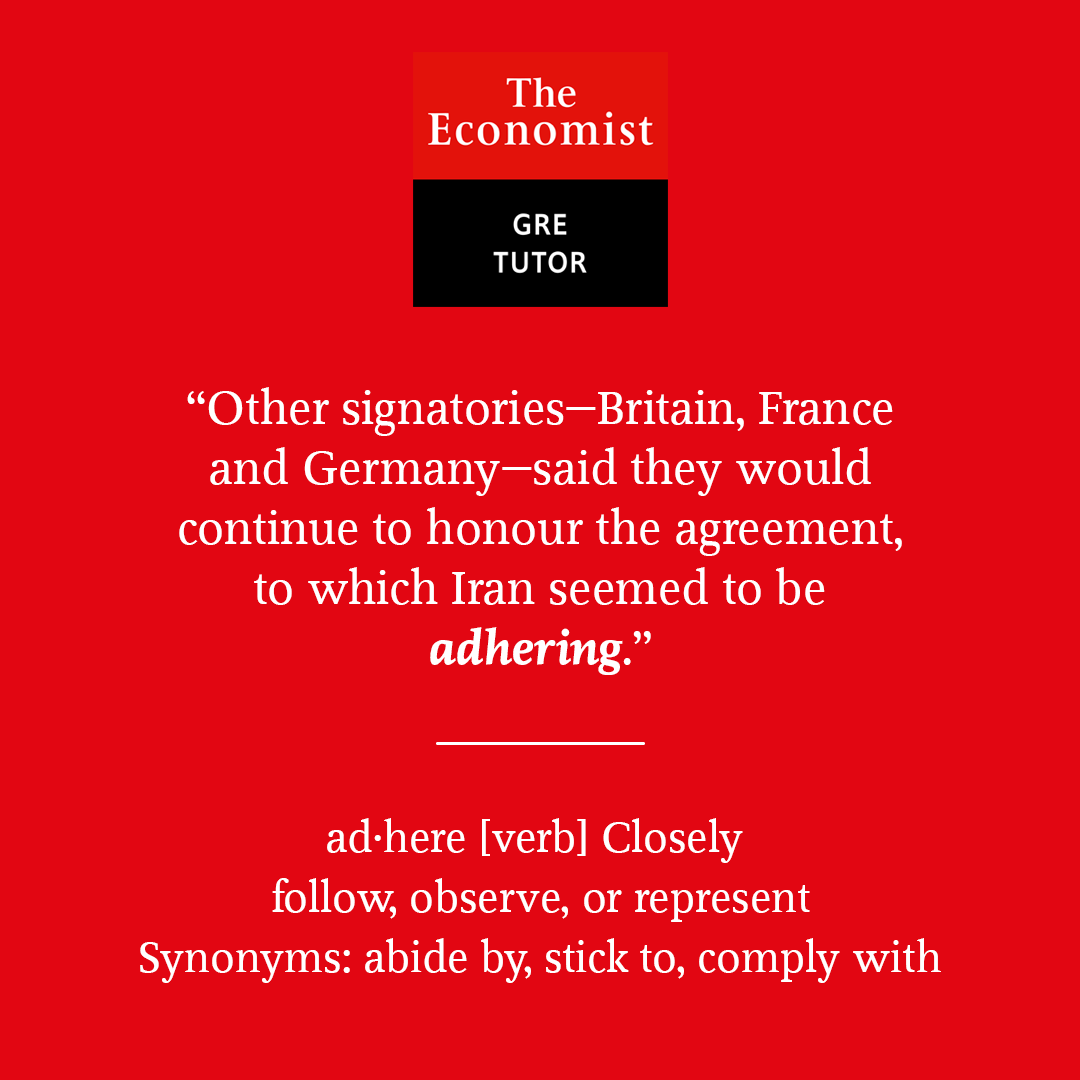 The
Economist
GRE
TUTOR
“Other signatories—Britain, France
and Germany—said they would
continue to honour the agreement,
to which Iran seemed to be
adhering.”
ad·here [verb] Closely
follow, observe, or represent
Synonyms: abide by, stick to, comply with